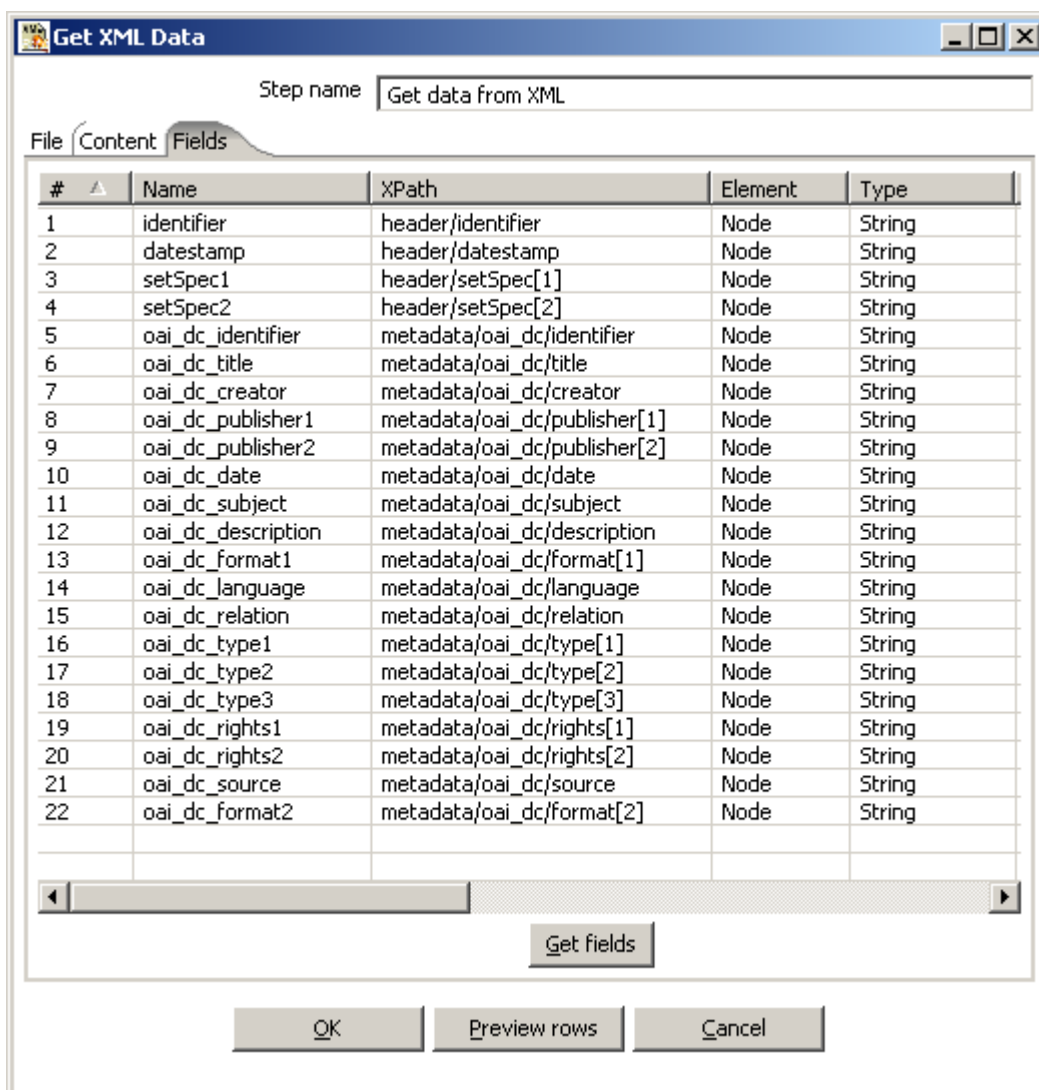 Get XML Data
Step name Get data from XML
File Content Fields
# Name XPath Element Type
1 identifier header/identifier Node String
2 datestamp header/datestamp Node String
3 setSpec1 header/setSpec[1] Node String
4 setSpec2 header/setSpec[2] Node String
5 oai_dc_identifier metadata/oai_dc/identifier Node String
6 oai_dc_title metadata/oai_dc/title Node String
7 oai_dc_creator metadata/oai_dc/creator Node String
8 oai_dc_publisher1 metadata/oai_dc/publisher[1] Node String
9 oai_dc_publisher2 metadata/oai_dc/publisher[2] Node String
10 oai_dc_date metadata/oai_dc/date Node String
11 oai_dc_subject metadata/oai_dc/subject Node String
12 oai_dc_description metadata/oai_dc/description Node String
13 oai_dc_format1 metadata/oai_dc/format[1] Node String
14 oai_dc_language metadata/oai_dc/language Node String
15 oai_dc_relation metadata/oai_dc/relation Node String
16 oai_dc_type1 metadata/oai_dc/type[1] Node String
17 oai_dc_type2 metadata/oai_dc/type[2] Node String
18 oai_dc_type3 metadata/oai_dc/type[3] Node String
19 oai_dc_rights1 metadata/oai_dc/rights[1] Node String
20 oai_dc_rights2 metadata/oai_dc/rights[2] Node String
21 oai_dc_source metadata/oai_dc/source Node String
22 oai_dc_format2 metadata/oai_dc/format[2] Node String
Get fields
OK Preview rows Cancel